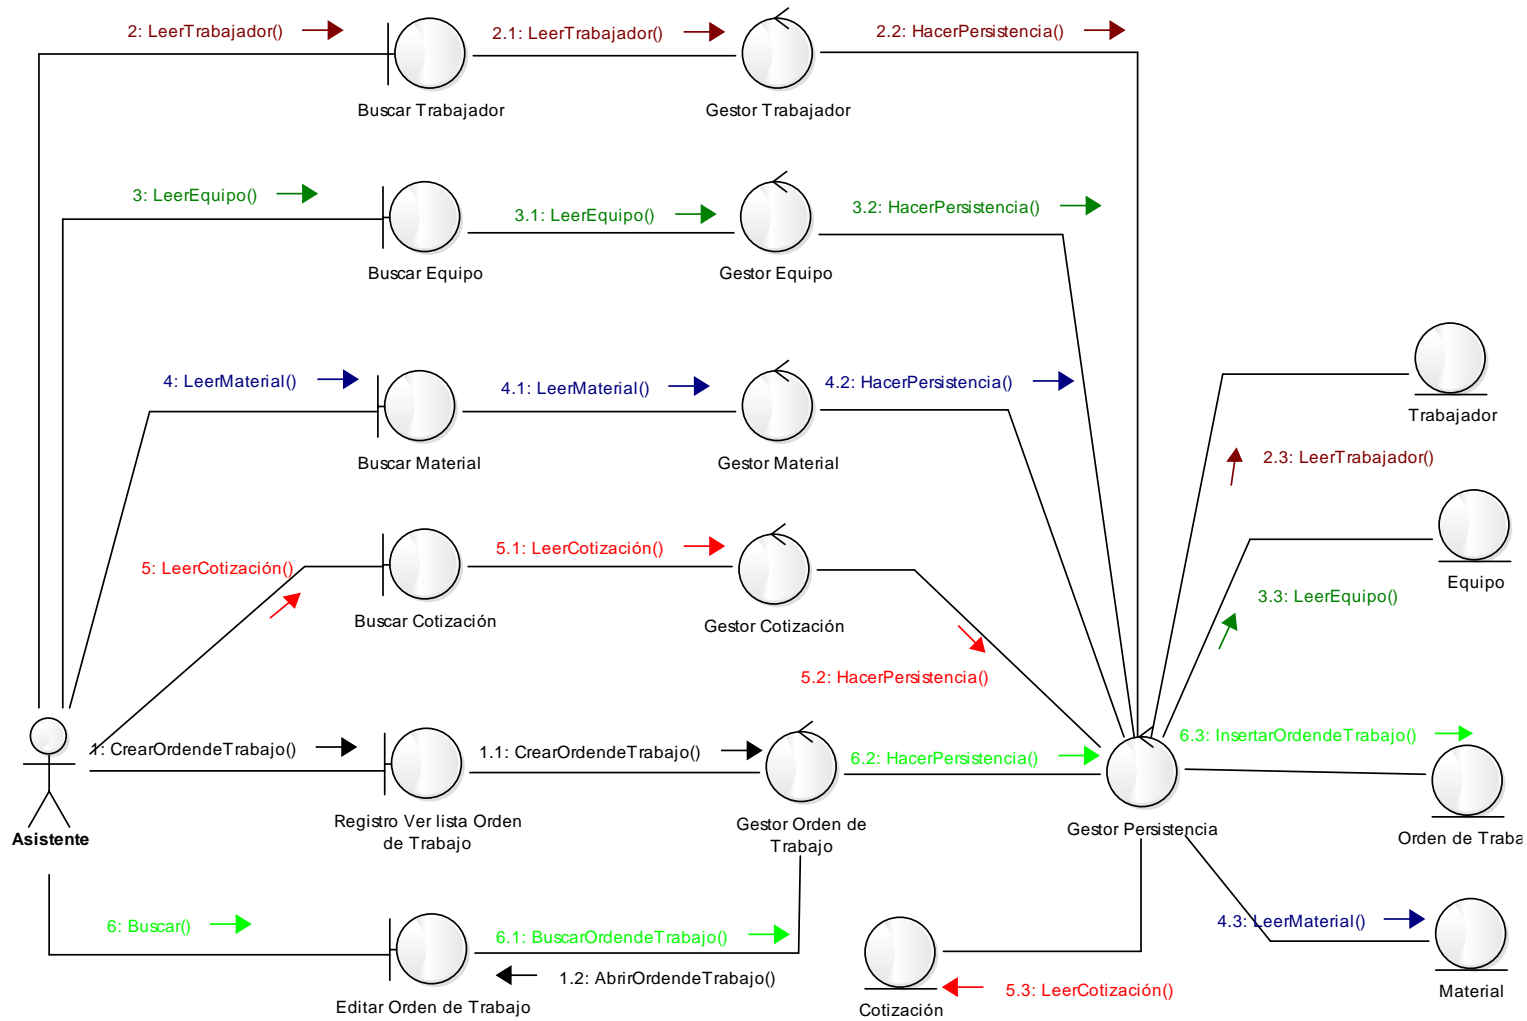 2: LeerTrabajador()
2.1: LeerTrabajador()
2.2: HacerPersistencia()
Buscar Trabajador
Gestor Trabajador
3: LeerEquipo()
3.1: LeerEquipo()
3.2: HacerPersistencia()
Buscar Equipo
Gestor Equipo
4: LeerMaterial()
4.1: LeerMaterial()
4.2: HacerPersistencia()
Buscar Material
Gestor Material
Trabajador
2.3: LeerTrabajador()
5: LeerCotización()
5.1: LeerCotización()
Buscar Cotización
Gestor Cotización
5.2: HacerPersistencia()
Equipo
3.3: LeerEquipo()
1: CrearOrdendeTrabajo()
1.1: CrearOrdendeTrabajo()
6.2: HacerPersistencia()
6.3: InsertarOrdendeTrabajo()
Asistente
Registro Ver lista Orden
de Trabajo
Gestor Orden de
Trabajo
Gestor Persistencia
Orden de Traba
6: Buscar()
6.1: BuscarOrdendeTrabajo()
1.2: AbrirOrdendeTrabajo()
Editar Orden de Trabajo
4.3: LeerMaterial()
Material
5.3: LeerCotización()
Cotización